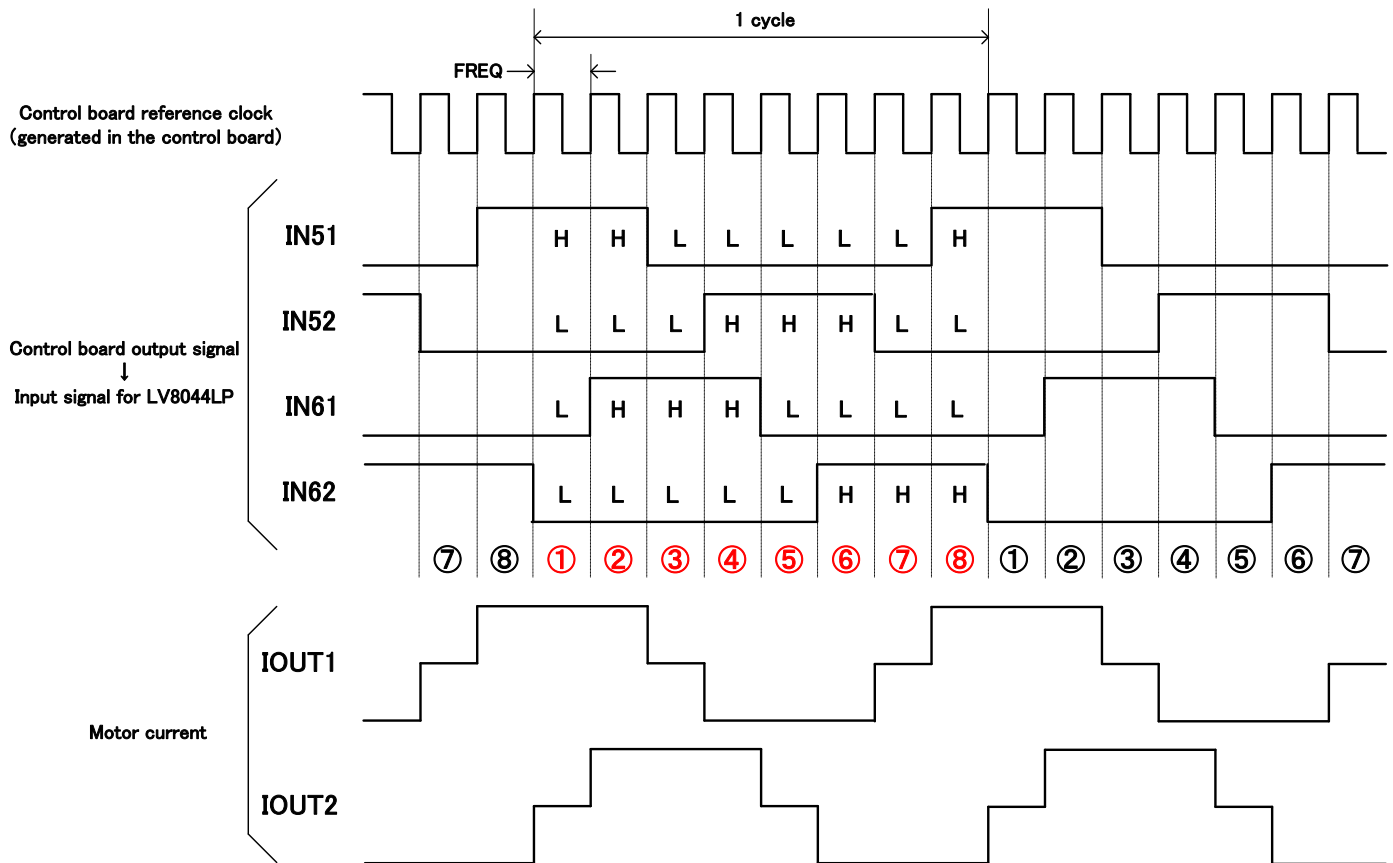 1 cycle
FREQ
Control board reference clock
(generated in the control board)
IN51 H H L L L L L H
IN52 L L L H H H L L
Control board output signal
↓
Input signal for LV8044LP
IN61 L H H H L L L L
IN62 L L L L L H H H
⑦ ⑧ ① ② ③ ④ ⑤ ⑥ ⑦ ⑧ ① ② ③ ④ ⑤ ⑥ ⑦
IOUT1
Motor current
IOUT2